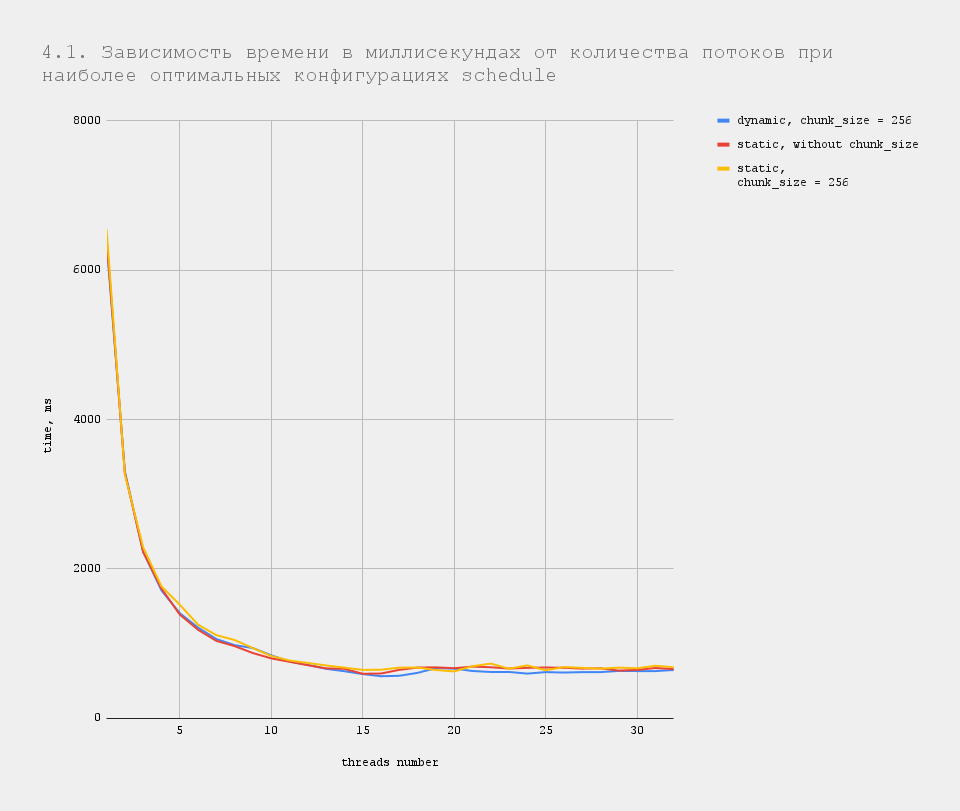 4.1. Зависимость времени в миллисекундах от количества потоков при
наиболее оптимальных конфигурациях schedule
dynamic, chunk_size = 256
static, without chunk_size
static,
chunk_size = 256
8000
6000
4000
2000
0
time, ms
5 10 15 20 25 30
threads number